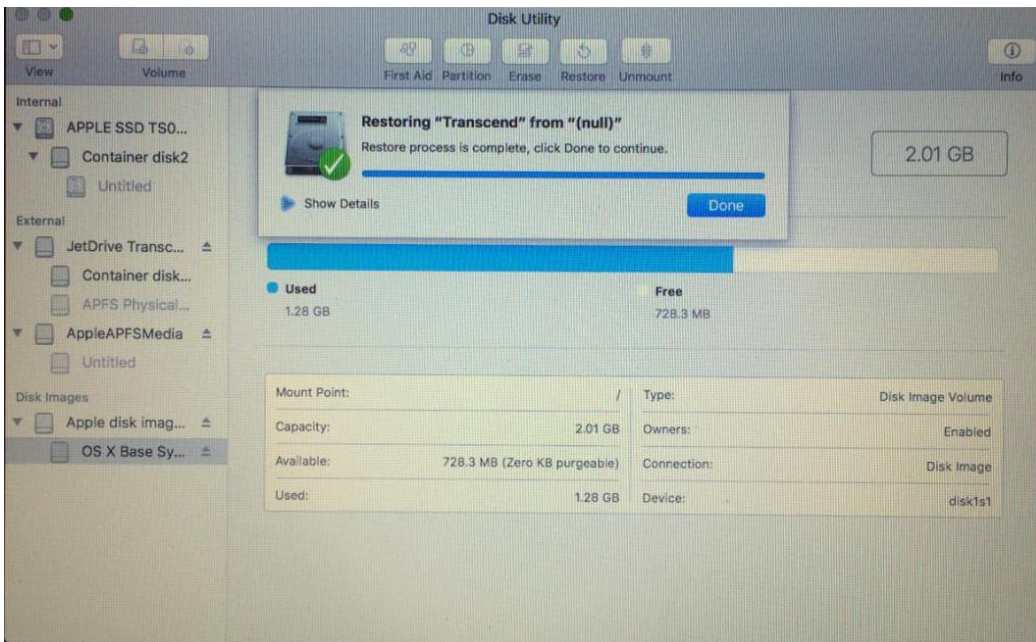 Disk Utility
View
Volume
First Aid
Partition
Erase
Restore
Unmount
Info
Internal
APPLE SSD TS0...
Container disk2
Untitled
External
JetDrive Transc...
Container disk...
APFS Physical...
AppleAPFSMedia
Untitled
Disk Images
Apple disk imag...
OS X Base Sy...
Restoring "Transcend" from "(null)"
Restore process is complete, click Done to continue.
Show Details
Done
2.01 GB
Used
1.28 GB
Free
728.3 MB
Mount Point: /
Capacity: 2.01 GB
Available: 728.3 MB (Zero KB purgeable)
Used: 1.28 GB
Type: Disk Image Volume
Owners: Enabled
Connection: Disk Image
Device: disk1s1